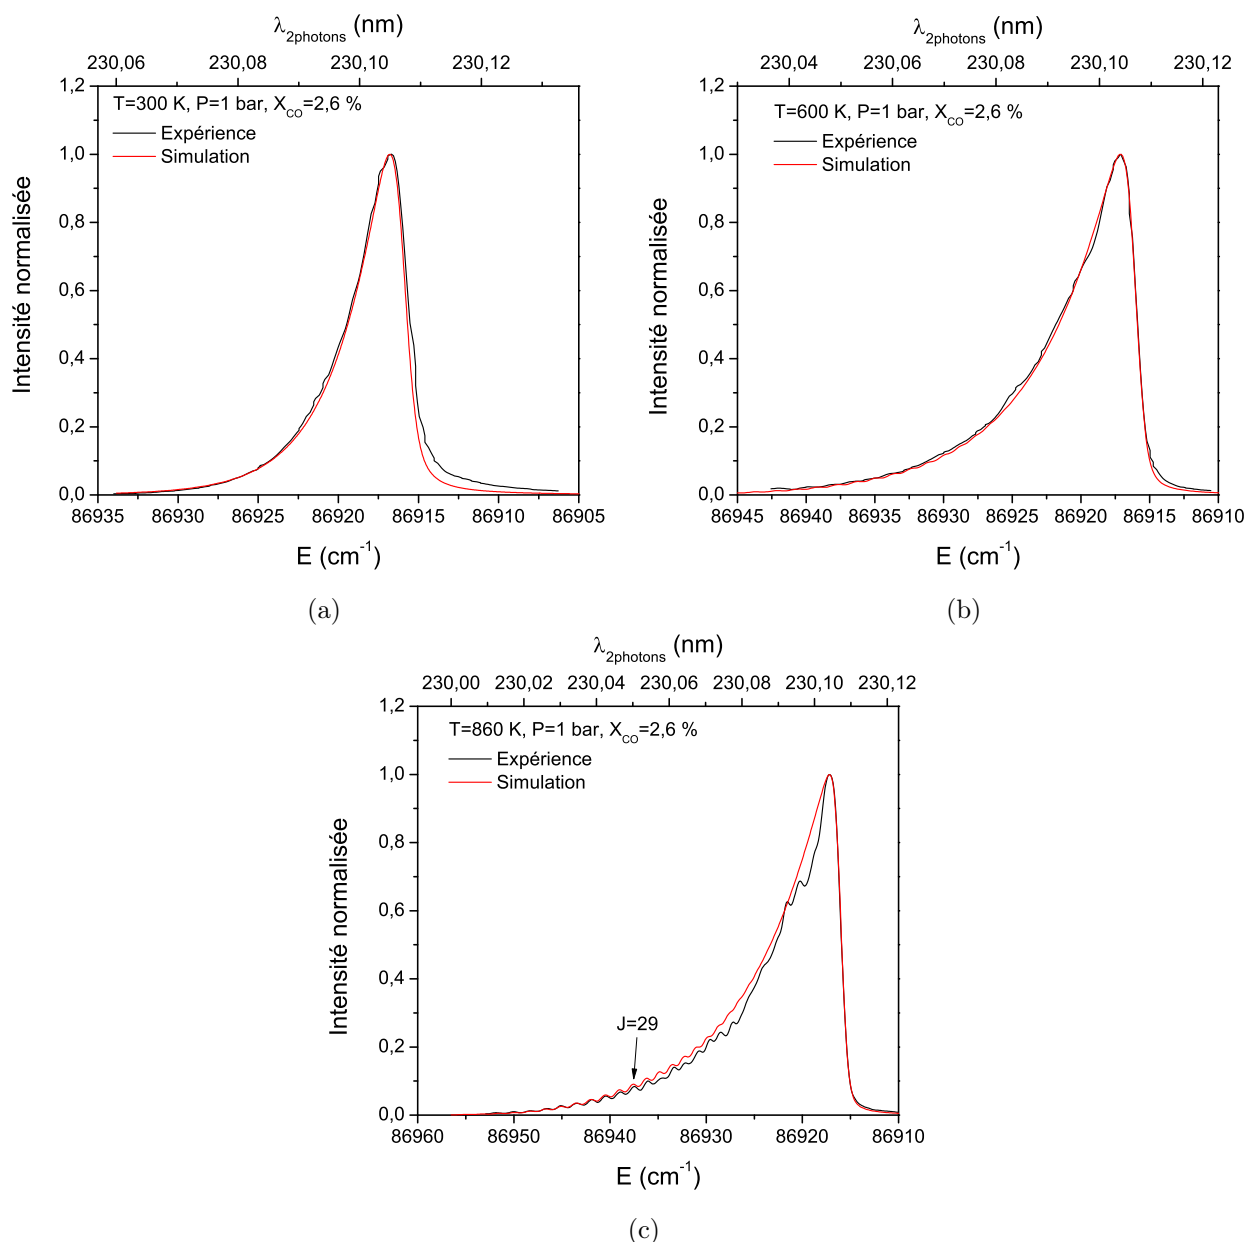 λ2photons (nm)
230,06 230,08 230,10 230,12
1,2
1,0
0,8
0,6
0,4
0,2
0,0
Intensité normalisée
T=300 K, P=1 bar, XCO=2,6 %
Expérience
Simulation
86935 86930 86925 86920 86915 86910 86905
E (cm-1)
(a)
λ2photons (nm)
230,04 230,06 230,08 230,10 230,12
1,2
1,0
0,8
0,6
0,4
0,2
0,0
Intensité normalisée
T=600 K, P=1 bar, XCO=2,6 %
Expérience
Simulation
86945 86940 86935 86930 86925 86920 86915 86910
E (cm-1)
(b)
λ2photons (nm)
230,00 230,02 230,04 230,06 230,08 230,10 230,12
1,2
1,0
0,8
0,6
0,4
0,2
0,0
Intensité normalisée
T=860 K, P=1 bar, XCO=2,6 %
Expérience
Simulation
J=29
86960 86950 86940 86930 86920 86910
E (cm-1)
(c)